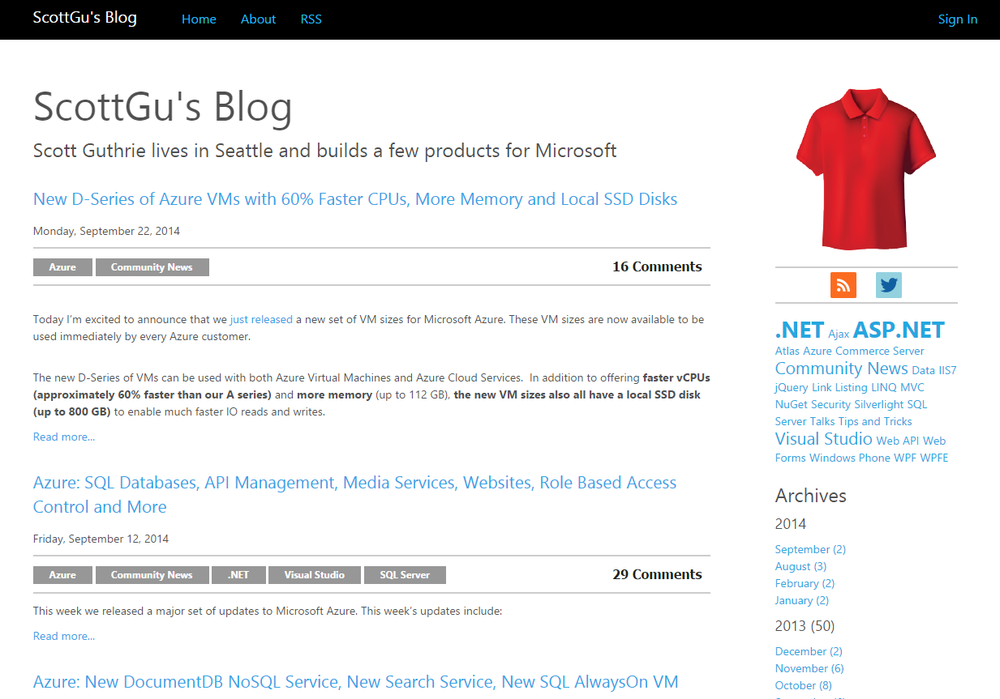 ScottGu's Blog Home About RSS Sign In
ScottGu's Blog
Scott Guthrie lives in Seattle and builds a few products for Microsoft
New D-Series of Azure VMs with 60% Faster CPUs, More Memory and Local SSD Disks
Monday, September 22, 2014
Azure Community News 16 Comments
Today I'm excited to announce that we just released a new set of VM sizes for Microsoft Azure. These VM sizes are now available to be
used immediately by every Azure customer.
The new D-Series of VMs can be used with both Azure Virtual Machines and Azure Cloud Services.  In addition to offering faster vCPUs
(approximately 60% faster than our A series) and more memory (up to 112 GB), the new VM sizes also all have a local SSD disk
(up to 800 GB) to enable much faster IO reads and writes.
Read more...
Azure: SQL Databases, API Management, Media Services, Websites, Role Based Access
Control and More
Friday, September 12, 2014
Azure Community News .NET Visual Studio SQL Server 29 Comments
This week we released a major set of updates to Microsoft Azure. This week's updates include:
Read more...
Azure: New DocumentDB NoSQL Service, New Search Service, New SQL AlwaysOn VM
.NET Ajax ASP.NET
Atlas Azure Commerce Server
Community News Data IIS7
jQuery Link Listing LINQ MVC
NuGet Security Silverlight SQL
Server Talks Tips and Tricks
Visual Studio Web API Web
Forms Windows Phone WPF WPFE
Archives
2014
September (2)
August (3)
February (2)
January (2)
2013 (50)
December (2)
November (6)
October (8)